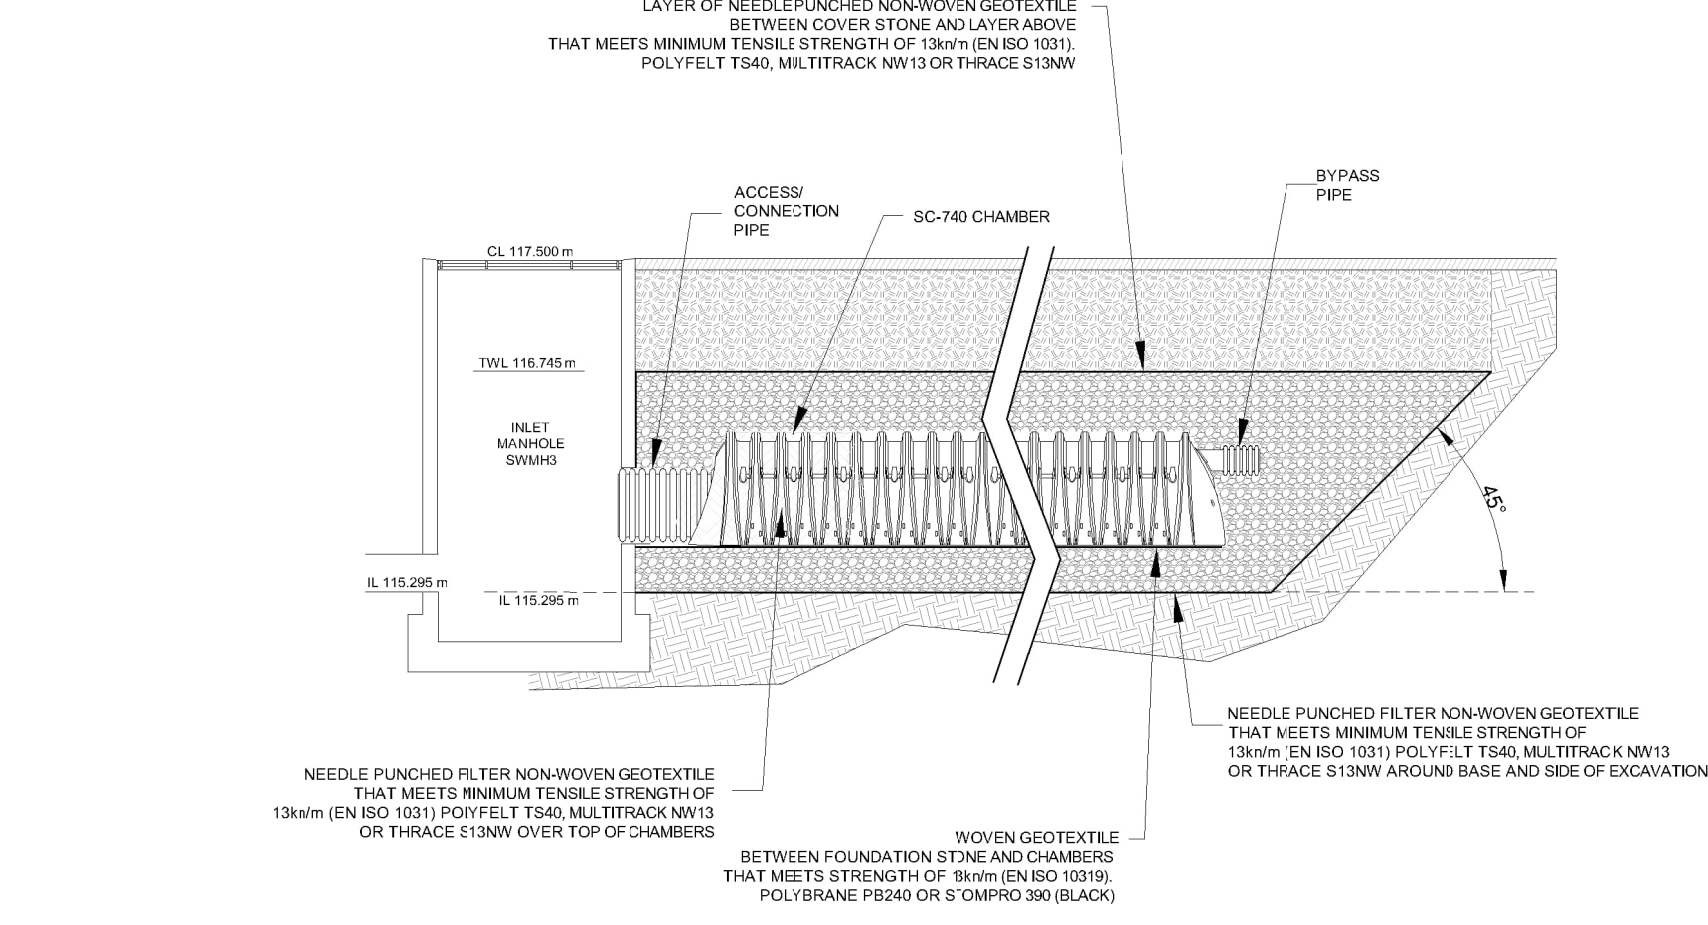 LAYER OF NEEDLEPUNCHED NON-WOVEN GEOTEXTILE
BETWEEN COVER STONE AND LAYER ABOVE
THAT MEETS MINIMUM TENSILE STRENGTH OF 13kn/m (EN ISO 1031).
POLYFELT TS40, MULTITRACK NW13 OR THRACE S13NW
BYPASS
PIPE
ACCESS/
CONNECTION
PIPE
SC-740 CHAMBER
CL 117.500 m
TWL 116.745 m
INLET
MANHOLE
SWMH3
45°
IL 115.295 m
IL 115.295 m
NEEDLE PUNCHED FILTER NON-WOVEN GEOTEXTILE
THAT MEETS MINIMUM TENSILE STRENGTH OF
13kn/m (EN ISO 1031) POLYFELT TS40, MULTITRACK NW13
OR THRACE S13NW AROUND BASE AND SIDE OF EXCAVATION
NEEDLE PUNCHED FILTER NON-WOVEN GEOTEXTILE
THAT MEETS MINIMUM TENSILE STRENGTH OF
13kn/m (EN ISO 1031) POLYFELT TS40, MULTITRACK NW13
OR THRACE S13NW OVER TOP OF CHAMBERS
WOVEN GEOTEXTILE
BETWEEN FOUNDATION STONE AND CHAMBERS
THAT MEETS STRENGTH OF (EN ISO 10319).
POLYBRANE PB240 OR STOMPRO 390 (BLACK)